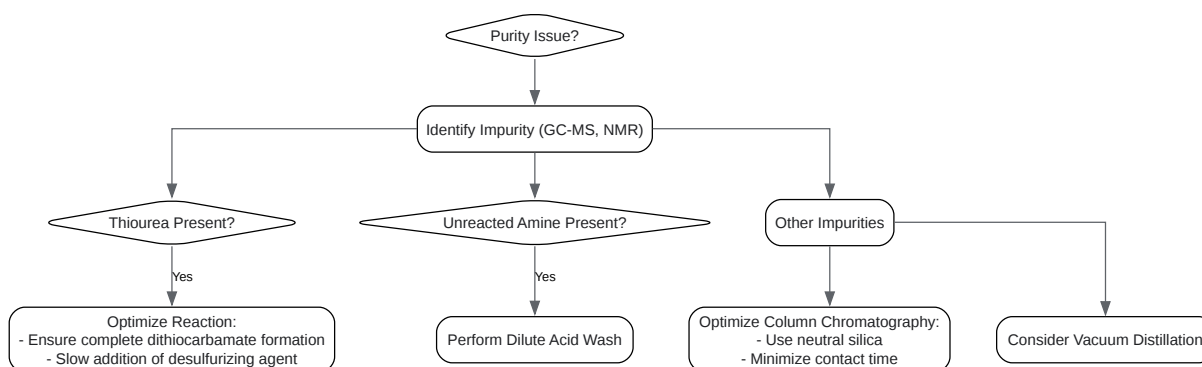 Purity Issue?
Identify Impurity (GC-MS, NMR)
Thiourea Present?
Unreacted Amine Present?
Other Impurities
Yes
Yes
Optimize Reaction:
- Ensure complete dithiocarbamate formation
- Slow addition of desulfurizing agent
Perform Dilute Acid Wash
Optimize Column Chromatography:
- Use neutral silica
- Minimize contact time
Consider Vacuum Distillation